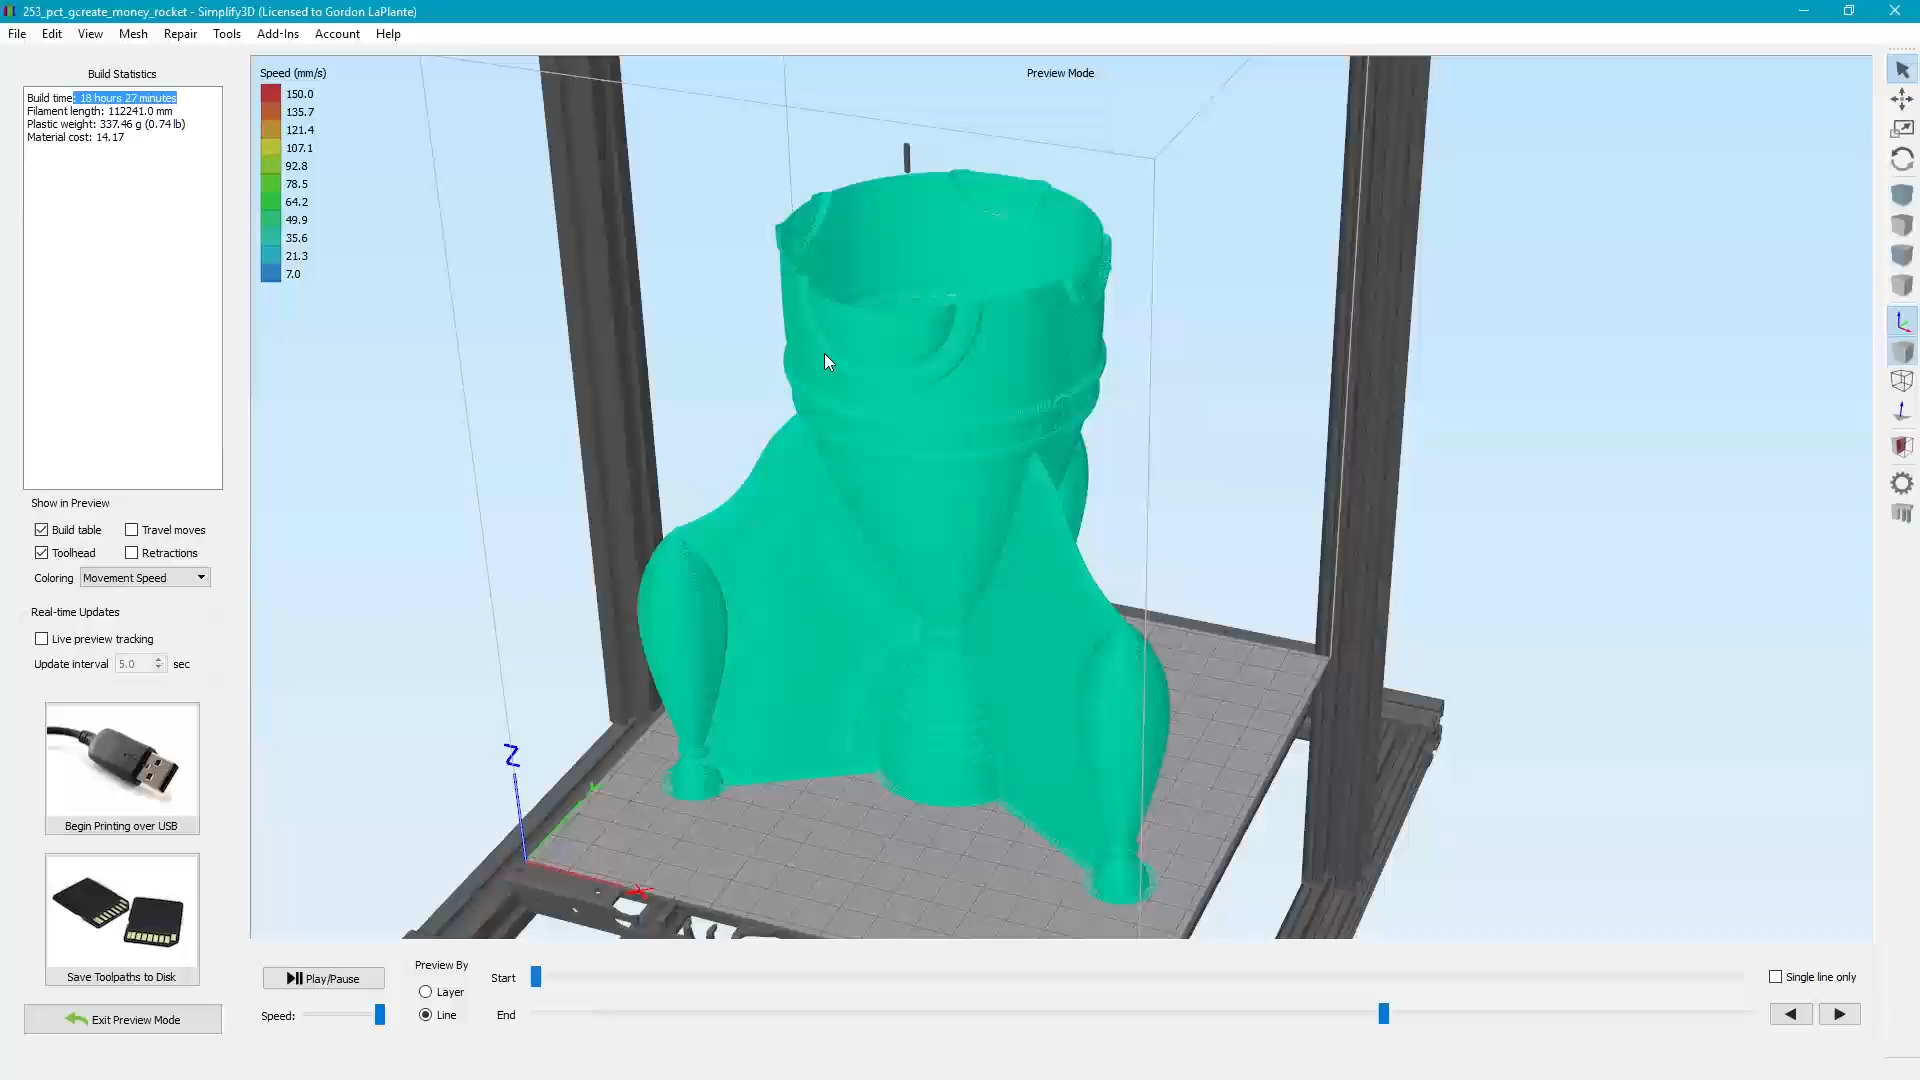 253_pct_gcreate_money_rocket - Simplify3D (Licensed to Gordon LaPlante)
File Edit View Mesh Repair Tools Add-Ins Account Help
Build Statistics
Build time: 18 hours 27 minutes
Filament length: 112241.0 mm
Plastic weight: 337.46 g (0.74 lb)
Material cost: 14.17
Speed (mm/s)
150.0
135.7
121.4
107.1
92.8
78.5
64.2
49.9
35.6
21.3
7.0
Preview Mode
Z
X
Show in Preview
Build table Travel moves
Toolhead Retractions
Coloring Movement Speed
Real-time Updates
Live preview tracking
Update interval 5.0 sec
Begin Printing over USB
Save Toolpaths to Disk
Exit Preview Mode
Play/Pause
Speed:
Preview By
Layer
Line
Start
End
Single line only